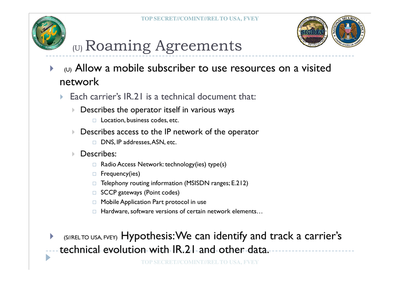 TOP SECRET//COMINT//REL TO USA, FVEY
(U) Roaming Agreements
(U) Allow a mobile subscriber to use resources on a visited
network
Each carrier's IR.21 is a technical document that:
Describes the operator itself in various ways
Location, business codes, etc.
Describes access to the IP network of the operator
DNS, IP addresses, ASN, etc.
Describes:
Radio Access Network: technology(ies) type(s)
Frequency(ies)
Telephony routing information (MSISDN ranges; E.212)
SCCP gateways (Point codes)
Mobile Application Part protocol in use
Hardware, software versions of certain network elements…
(S//REL TO USA, FVEY) Hypothesis: We can identify and track a carrier's
technical evolution with IR.21 and other data.
TOP SECRET//COMINT//REL TO USA, FVEY